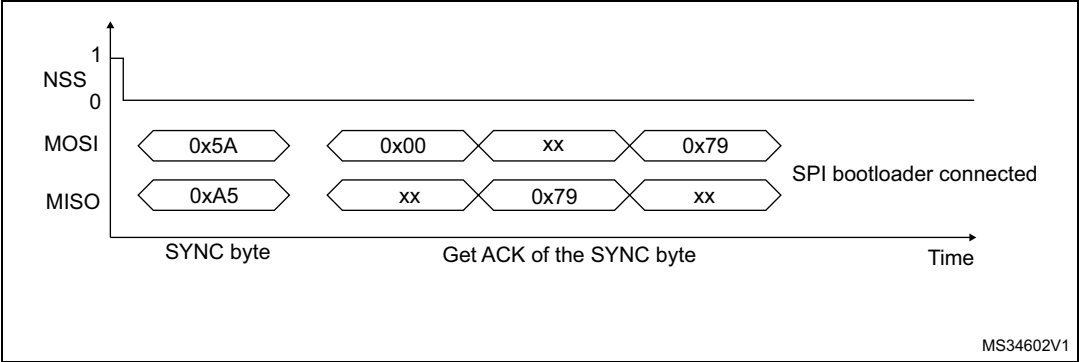 1
NSS
0
MOSI 0x5A 0x00 xx 0x79
SPI bootloader connected
MISO 0xA5 xx 0x79 xx
SYNC byte Get ACK of the SYNC byte Time
MS34602V1